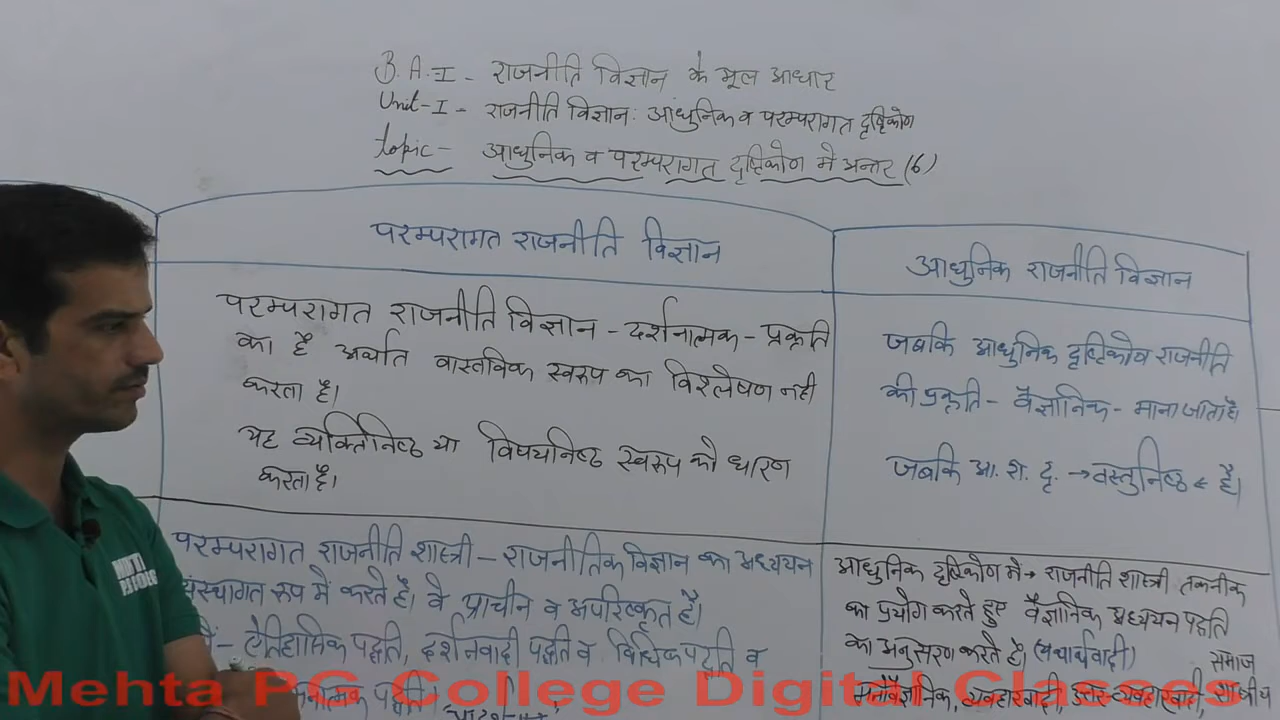 B.A.I - राजनीति विज्ञान के मूल आधार
Unit-I - राजनीति विज्ञान: आधुनिक व परम्परागत दृष्टिकोण
topic - आधुनिक व परम्परागत दृष्टिकोण मे अन्तर (6)
परम्परागत राजनीति विज्ञान
परम्परागत राजनीति विज्ञान - दर्शनात्मक - प्रकृति
का है अर्थात वास्तविक स्वरूप का विश्लेषण नही
करता है।
यह व्यक्तिनिष्ठ या विषयनिष्ठ स्वरूप को धारण
करता है।
आधुनिक राजनीति विज्ञान
जबकि आधुनिक दृष्टिकोव राजनीति
की प्रकृति - वैज्ञानिक - माना जाता है।
जबकि आ. रा. दृ. → वस्तुनिष्ठ ← है।
परम्परागत राजनीति शास्त्री - राजनीतिक विज्ञान का अध्ययन
संस्थागत रूप में करते है। वे प्राचीन व अपरिष्कृत है।
- ऐतिहासिक पद्धति, दर्शनवादी पद्धति व विधिक पद्धति व
पद्धति
आधुनिक दृष्टिकोण मे → राजनीति शास्त्री तकनीक
का प्रयोग करते हुए वैज्ञानिक अध्ययन पद्धति
का अनुसरण करते है। (यथार्थवादी)
समाज
मनोवैज्ञानिक, व्यवहारवादी, उत्तर व्यवहारवादी,
MUTI
Mehta PG College Digital Classes